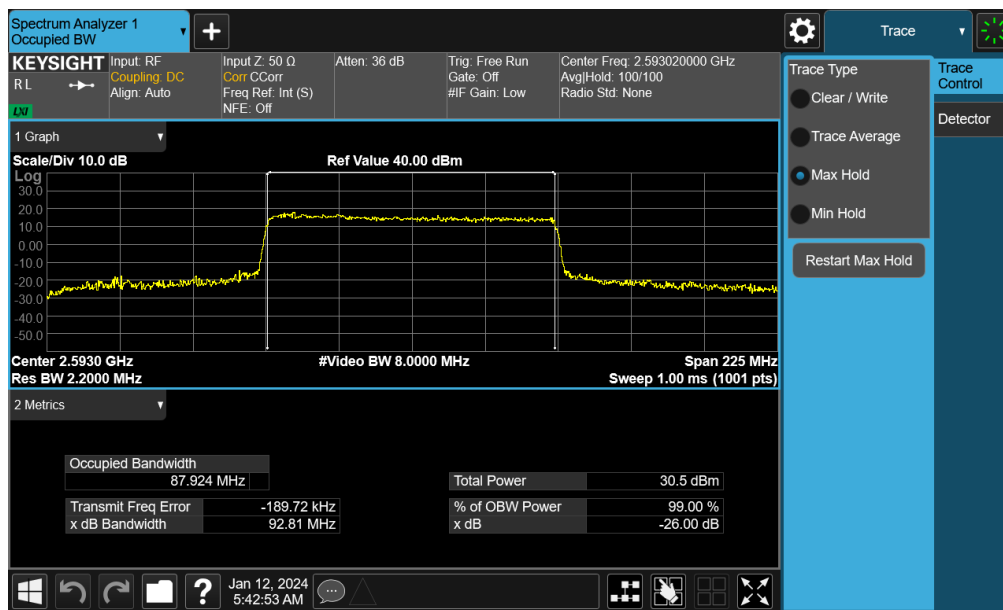 Spectrum Analyzer 1
Occupied BW
+
Trace
KEYSIGHT
R L
LXI
Input: RF
Coupling: DC
Align: Auto
Input Z: 50 Ω
Corr CCorr
Freq Ref: Int (S)
NFE: Off
Atten: 36 dB
Trig: Free Run
Gate: Off
#IF Gain: Low
Center Freq: 2.593020000 GHz
Avg|Hold: 100/100
Radio Std: None
Trace Type
Clear / Write
Trace Average
Max Hold
Min Hold
Restart Max Hold
Trace
Control
Detector
1 Graph
Scale/Div 10.0 dB
Ref Value 40.00 dBm
Log
30.0
20.0
10.0
0.00
-10.0
-20.0
-30.0
-40.0
-50.0
Center 2.5930 GHz
#Video BW 8.0000 MHz
Span 225 MHz
Res BW 2.2000 MHz
Sweep 1.00 ms (1001 pts)
2 Metrics
Occupied Bandwidth
87.924 MHz
Total Power 30.5 dBm
Transmit Freq Error -189.72 kHz
% of OBW Power 99.00 %
x dB Bandwidth 92.81 MHz
x dB -26.00 dB
?
Jan 12, 2024
5:42:53 AM